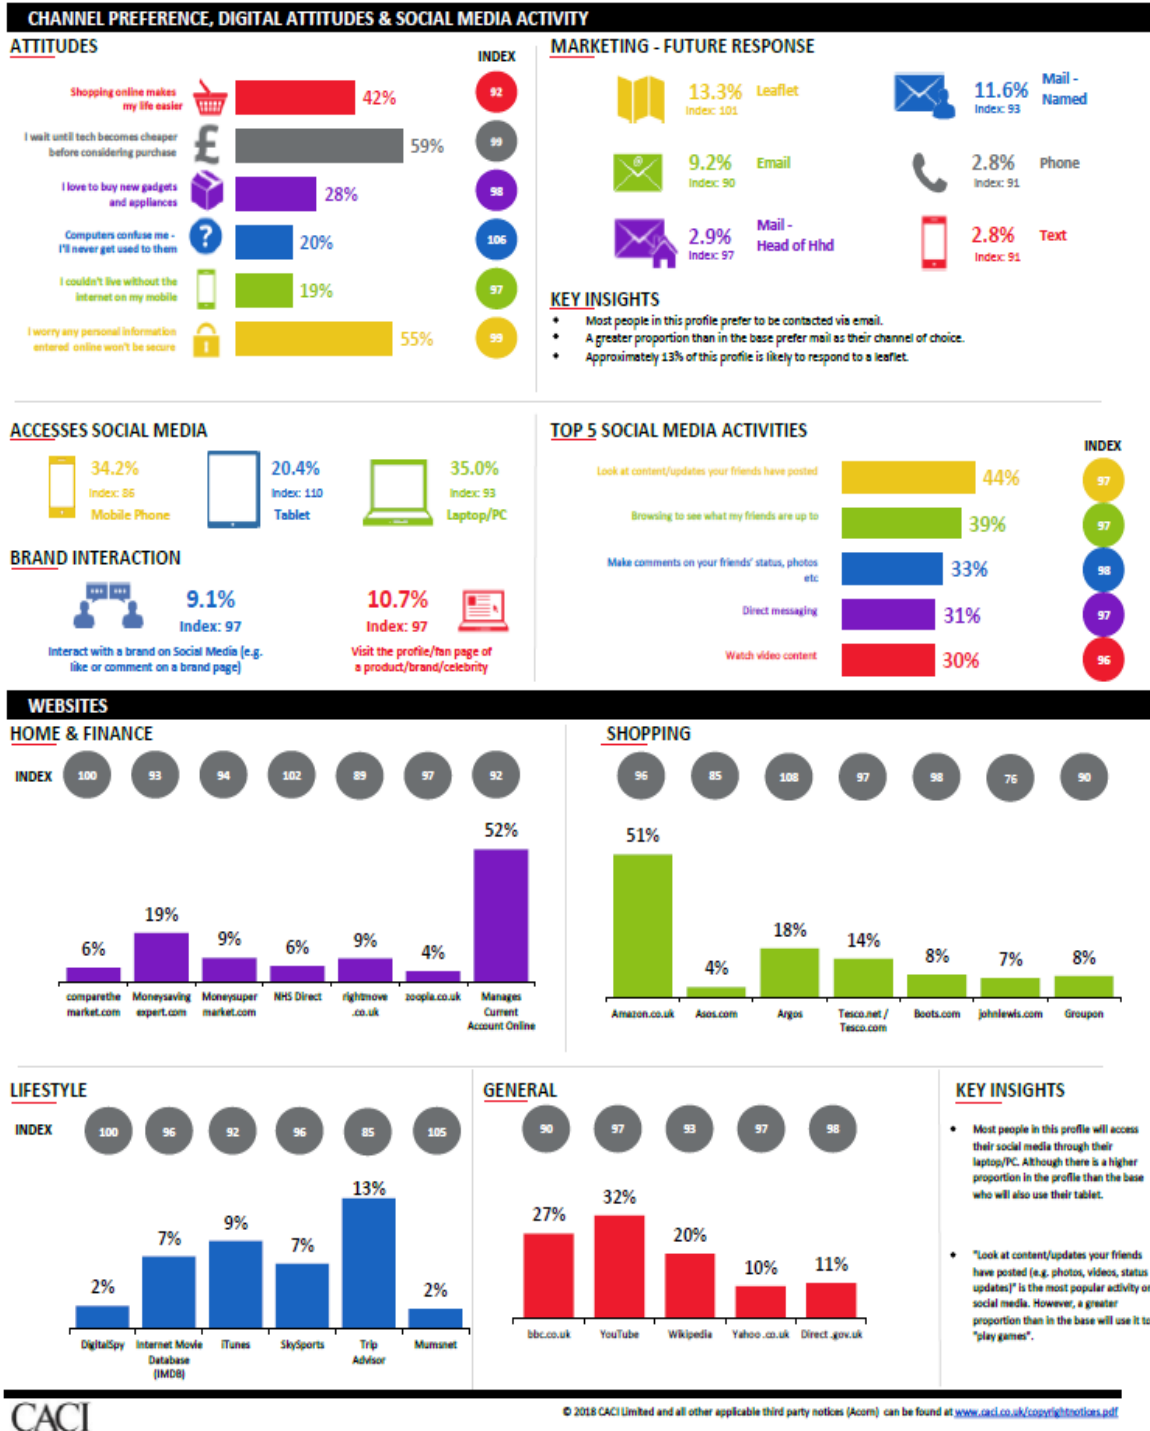 CHANNEL PREFERENCE, DIGITAL ATTITUDES & SOCIAL MEDIA ACTIVITY
ATTITUDES
INDEX
Shopping online makes
my life easier
42%
92
I wait until tech becomes cheaper
before considering purchase
59%
99
I love to buy new gadgets
and appliances
28%
98
Computers confuse me -
I'll never get used to them
20%
106
I couldn't live without the
internet on my mobile
19%
97
I worry any personal information
entered online won't be secure
55%
99
MARKETING - FUTURE RESPONSE
13.3% Leaflet
Index: 101
11.6% Mail -
Named
Index: 93
9.2% Email
Index: 90
2.8% Phone
Index: 91
2.9% Mail -
Head of Hhd
Index: 97
2.8% Text
Index: 91
KEY INSIGHTS
Most people in this profile prefer to be contacted via email.
A greater proportion than in the base prefer mail as their channel of choice.
Approximately 13% of this profile is likely to respond to a leaflet.
ACCESSES SOCIAL MEDIA
34.2%
Index: 86
Mobile Phone
20.4%
Index: 110
Tablet
35.0%
Index: 93
Laptop/PC
BRAND INTERACTION
9.1%
Index: 97
Interact with a brand on Social Media (e.g.
like or comment on a brand page)
10.7%
Index: 97
Visit the profile/fan page of
a product/brand/celebrity
TOP 5 SOCIAL MEDIA ACTIVITIES
INDEX
Look at content/updates your friends have posted
44%
97
Browsing to see what my friends are up to
39%
97
Make comments on your friends' status, photos
etc
33%
98
Direct messaging
31%
97
Watch video content
30%
96
WEBSITES
HOME & FINANCE
INDEX 100 93 94 102 89 97 92
6% 19% 9% 6% 9% 4% 52%
comparethe
market.com
Moneysaving
expert.com
Moneysuper
market.com
NHS Direct
rightmove
.co.uk
zoopla.co.uk
Manages
Current
Account Online
SHOPPING
96 85 108 97 98 76 90
51% 4% 18% 14% 8% 7% 8%
Amazon.co.uk
Asos.com
Argos
Tesco.net /
Tesco.com
Boots.com
johnlewis.com
Groupon
LIFESTYLE
INDEX 100 96 92 96 85 105
2% 7% 9% 7% 13% 2%
DigitalSpy
Internet Movie
Database
(IMDB)
iTunes
SkySports
Trip
Advisor
Mumsnet
GENERAL
90 97 93 97 98
27% 32% 20% 10% 11%
bbc.co.uk
YouTube
Wikipedia
Yahoo .co.uk
Direct .gov.uk
KEY INSIGHTS
Most people in this profile will access
their social media through their
laptop/PC. Although there is a higher
proportion in the profile than the base
who will also use their tablet.
"Look at content/updates your friends
have posted (e.g. photos, videos, status
updates)" is the most popular activity on
social media. However, a greater
proportion than in the base will use it to
"play games".
CACI
© 2018 CACI Limited and all other applicable third party notices (Acorn) can be found at www.caci.co.uk/copyrightnotices.pdf